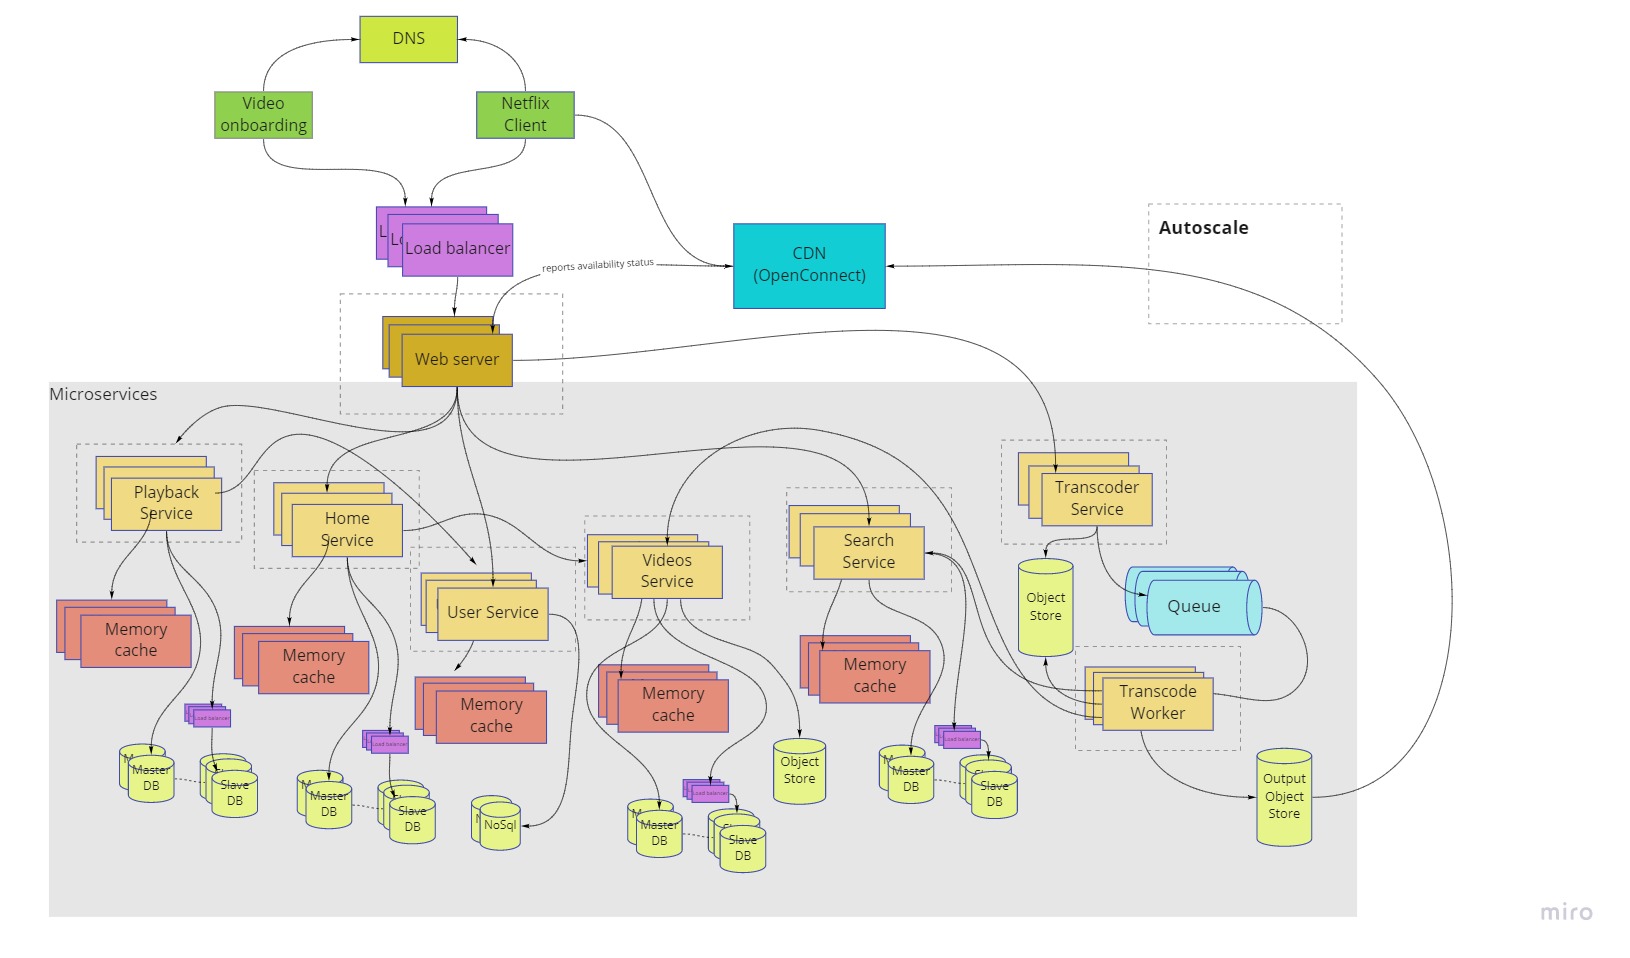 DNS
Video
onboarding
Netflix
Client
Load balancer
CDN
(OpenConnect)
Autoscale
reports availability status
Web server
Microservices
Playback
Service
Home
Service
User Service
Videos
Service
Search
Service
Transcoder
Service
Object
Store
Queue
Memory
cache
Memory
cache
Memory
cache
Memory
cache
Memory
cache
Transcode
Worker
Load balancer
Load balancer
Load balancer
Load balancer
Master
DB
Slave
DB
Master
DB
Slave
DB
NoSql
Master
DB
Slave
DB
Object
Store
Master
DB
Slave
DB
Output
Object
Store
miro